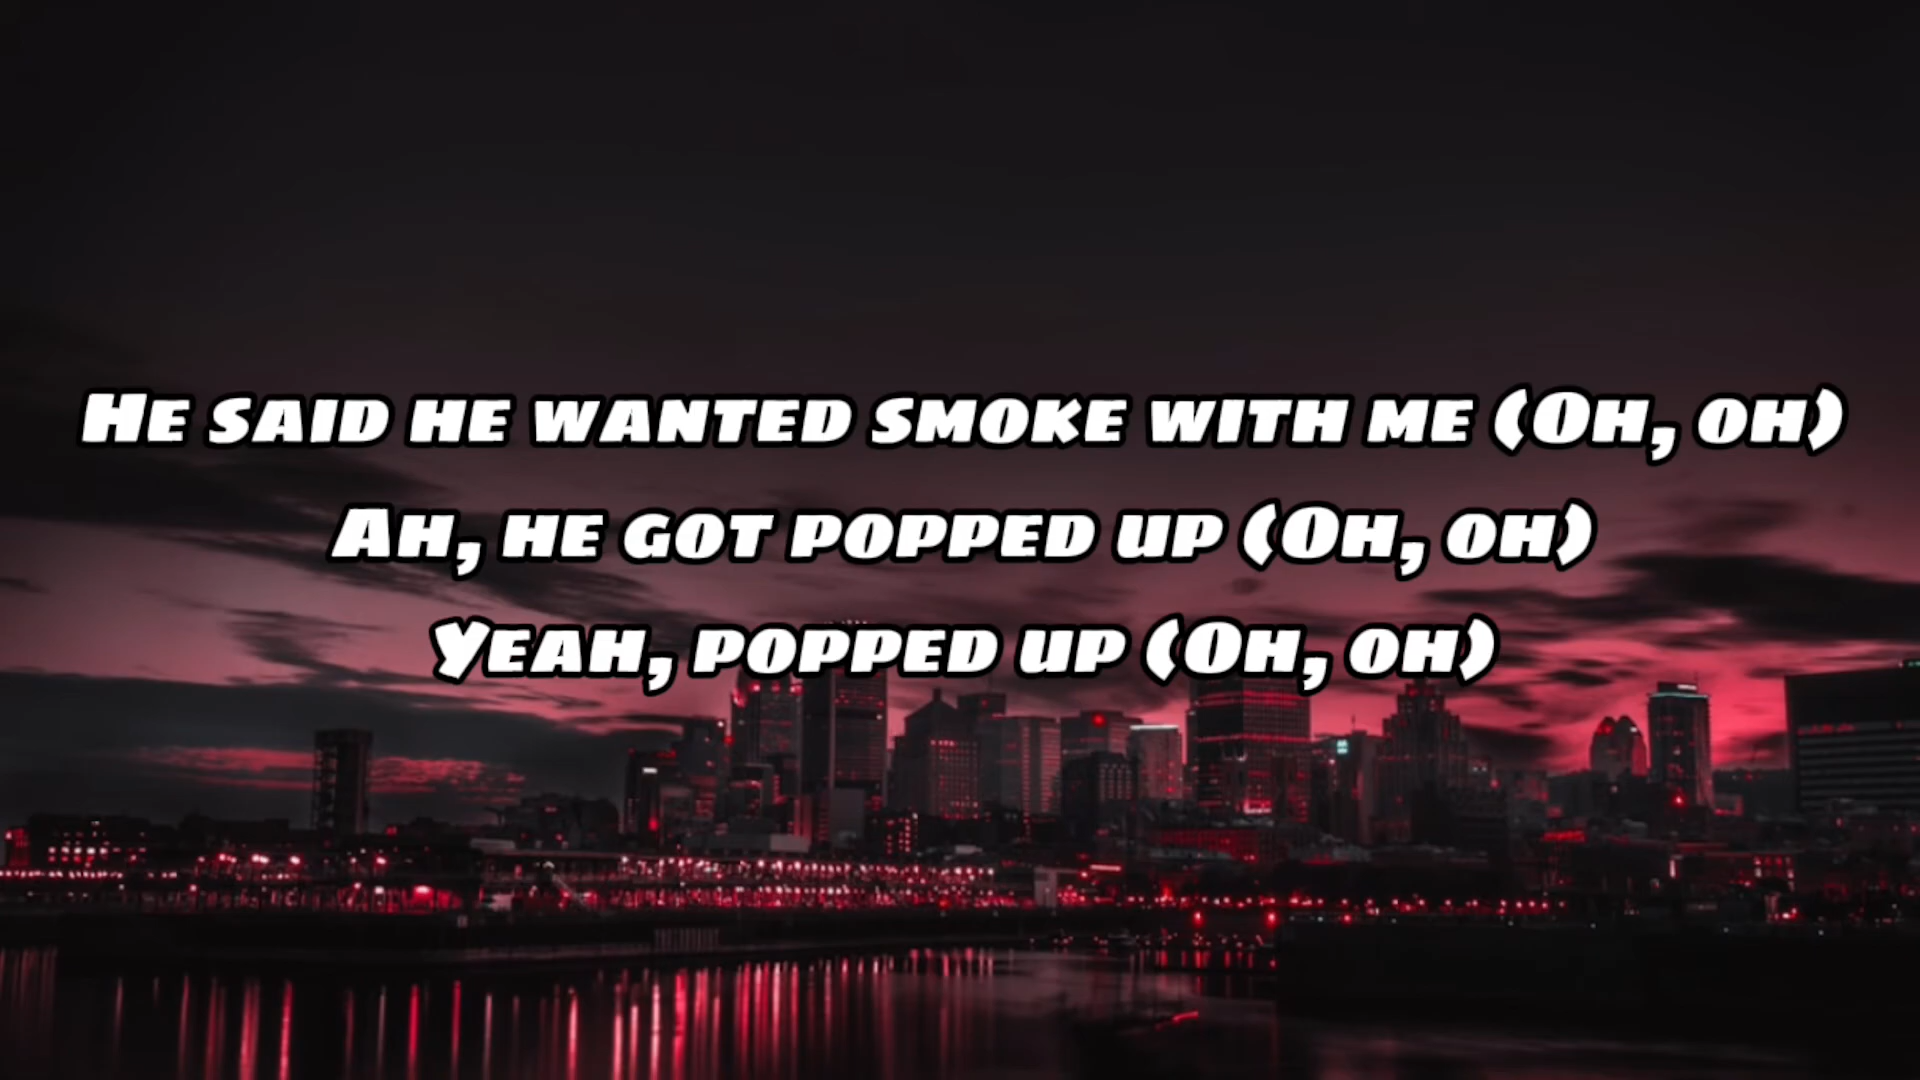 He said he wanted smoke with me (Oh, oh)
Ah, he got popped up (Oh, oh)
Yeah, popped up (Oh, oh)